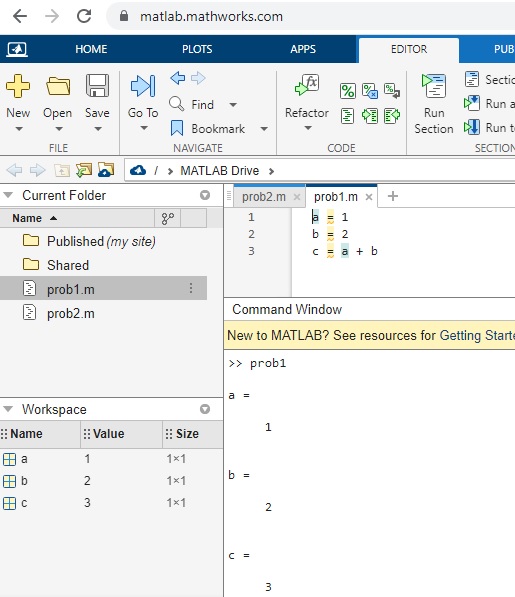 matlab.mathworks.com
HOME PLOTS APPS EDITOR PUB
New Open Save Go To Find Bookmark Refactor Run Section Sectio Run a Run to
FILE NAVIGATE CODE SECTION
/ > MATLAB Drive >
Current Folder
Name
Published (my site)
Shared
prob1.m
prob2.m
Workspace
Name Value Size
a 1 1×1
b 2 1×1
c 3 1×1
prob2.m × prob1.m × +
1 a = 1
2 b = 2
3 c = a + b
Command Window
New to MATLAB? See resources for Getting Starte
>> prob1
a =
1
b =
2
c =
3